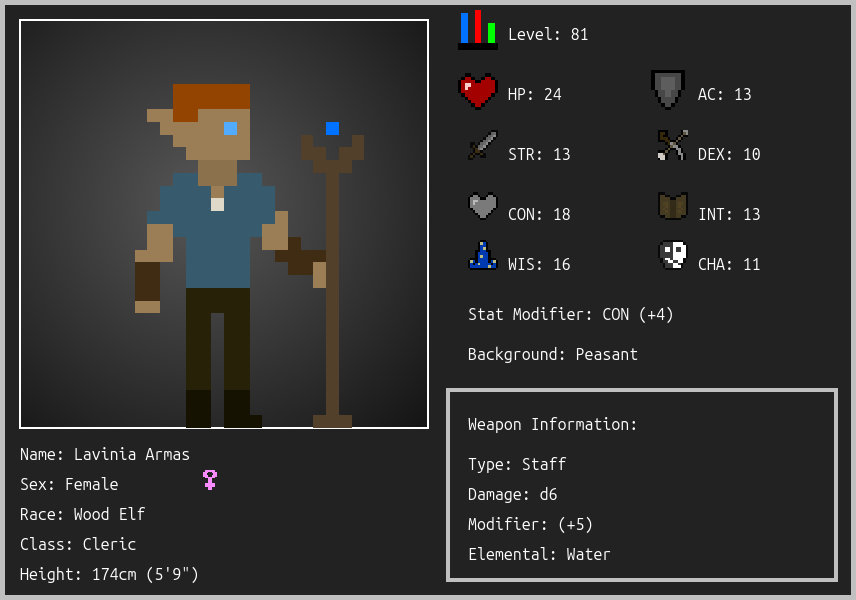 Level: 81
HP: 24
AC: 13
STR: 13
DEX: 10
CON: 18
INT: 13
WIS: 16
CHA: 11
Stat Modifier: CON (+4)
Background: Peasant
Weapon Information:
Type: Staff
Damage: d6
Modifier: (+5)
Elemental: Water
Name: Lavinia Armas
Sex: Female
Race: Wood Elf
Class: Cleric
Height: 174cm (5'9")